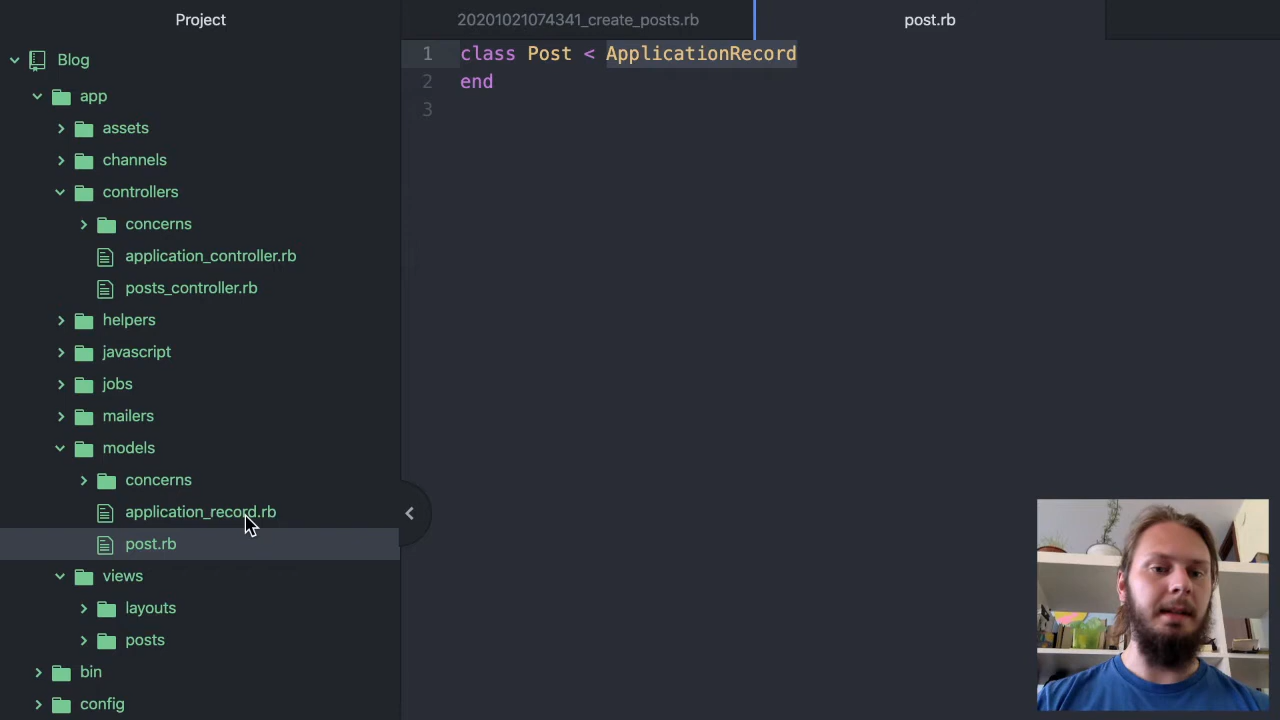 Project
Blog
app
assets
channels
controllers
concerns
application_controller.rb
posts_controller.rb
helpers
javascript
jobs
mailers
models
concerns
application_record.rb
post.rb
views
layouts
posts
bin
config
20201021074341_create_posts.rb
post.rb
1 class Post < ApplicationRecord
2 end
3